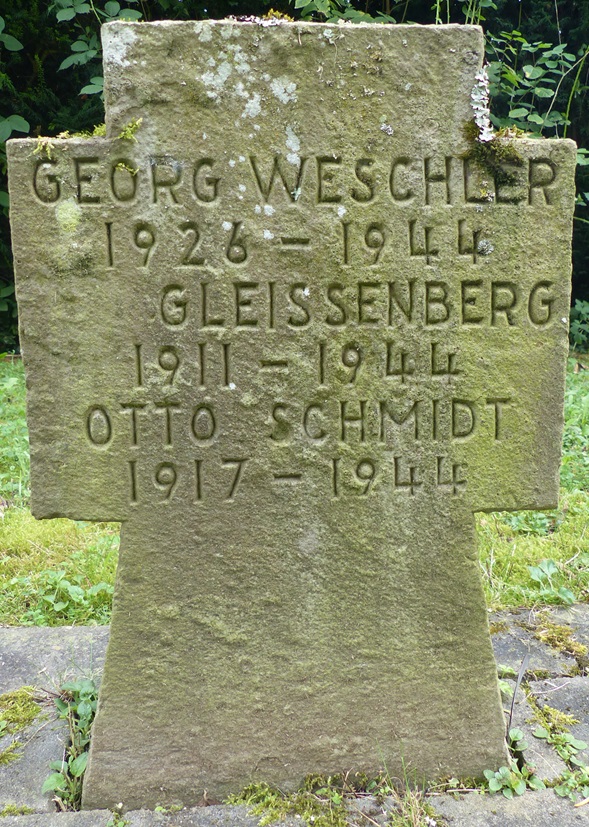 GEORG WESCHLER
1926 - 1944
GLEISSENBERG
1911 - 1944
OTTO SCHMIDT
1917 - 1944